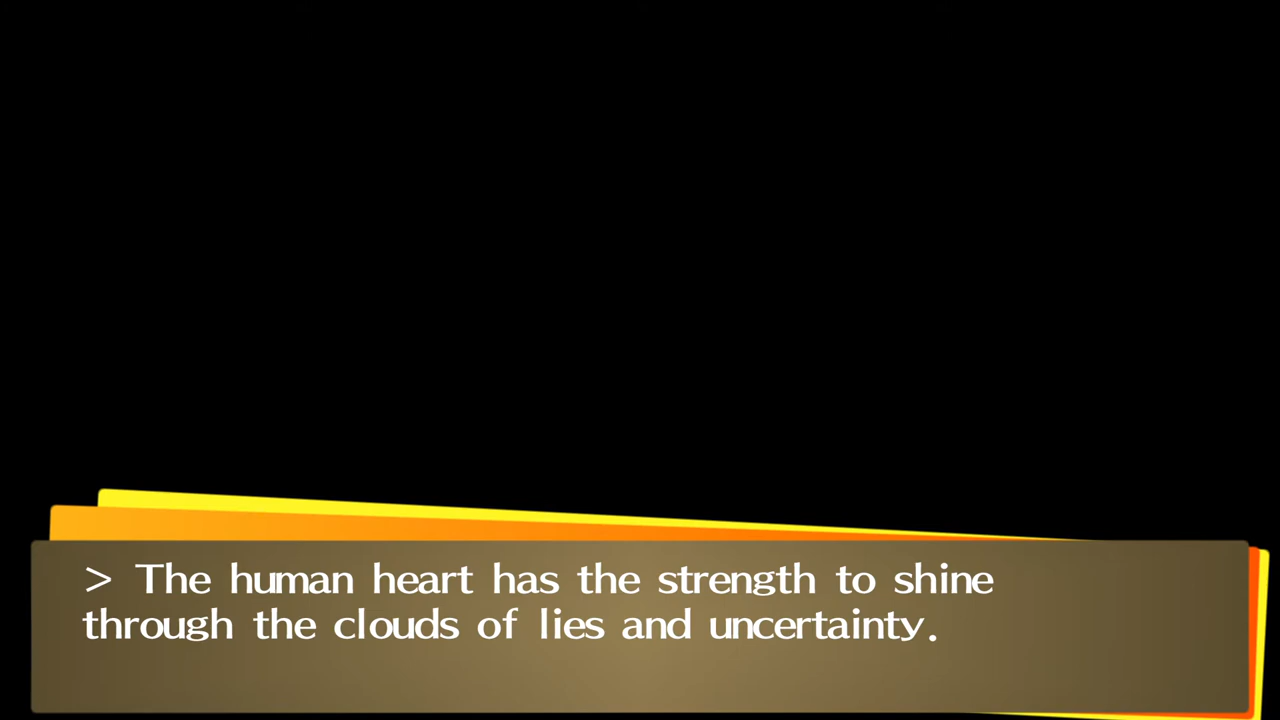 > The human heart has the strength to shine
through the clouds of lies and uncertainty.